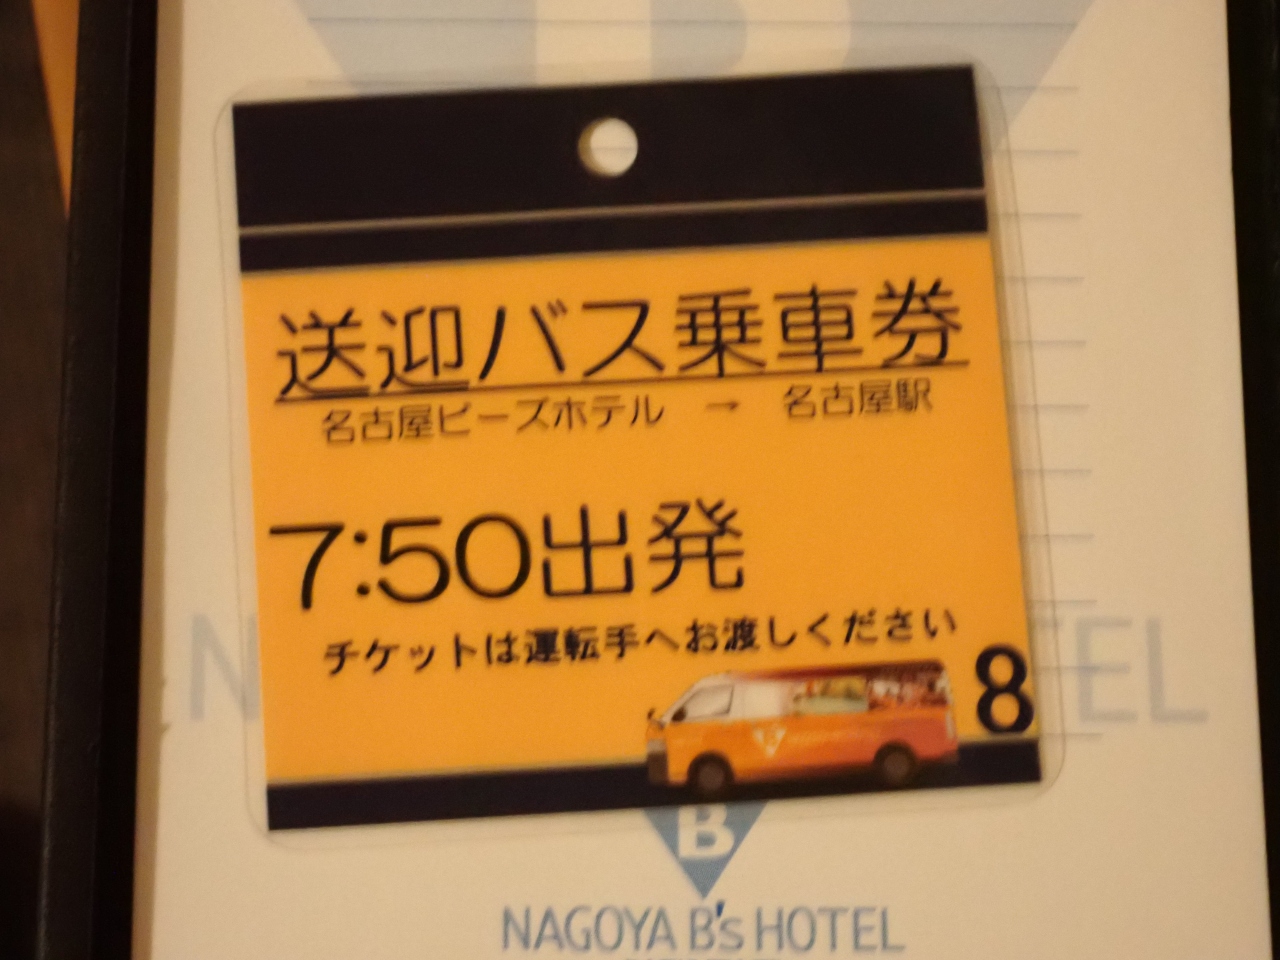 送迎バス乗車券
名古屋ビーズホテル → 名古屋駅
7:50出発
チケットは運転手へお渡しください
8
B
NAGOYA B's HOTEL